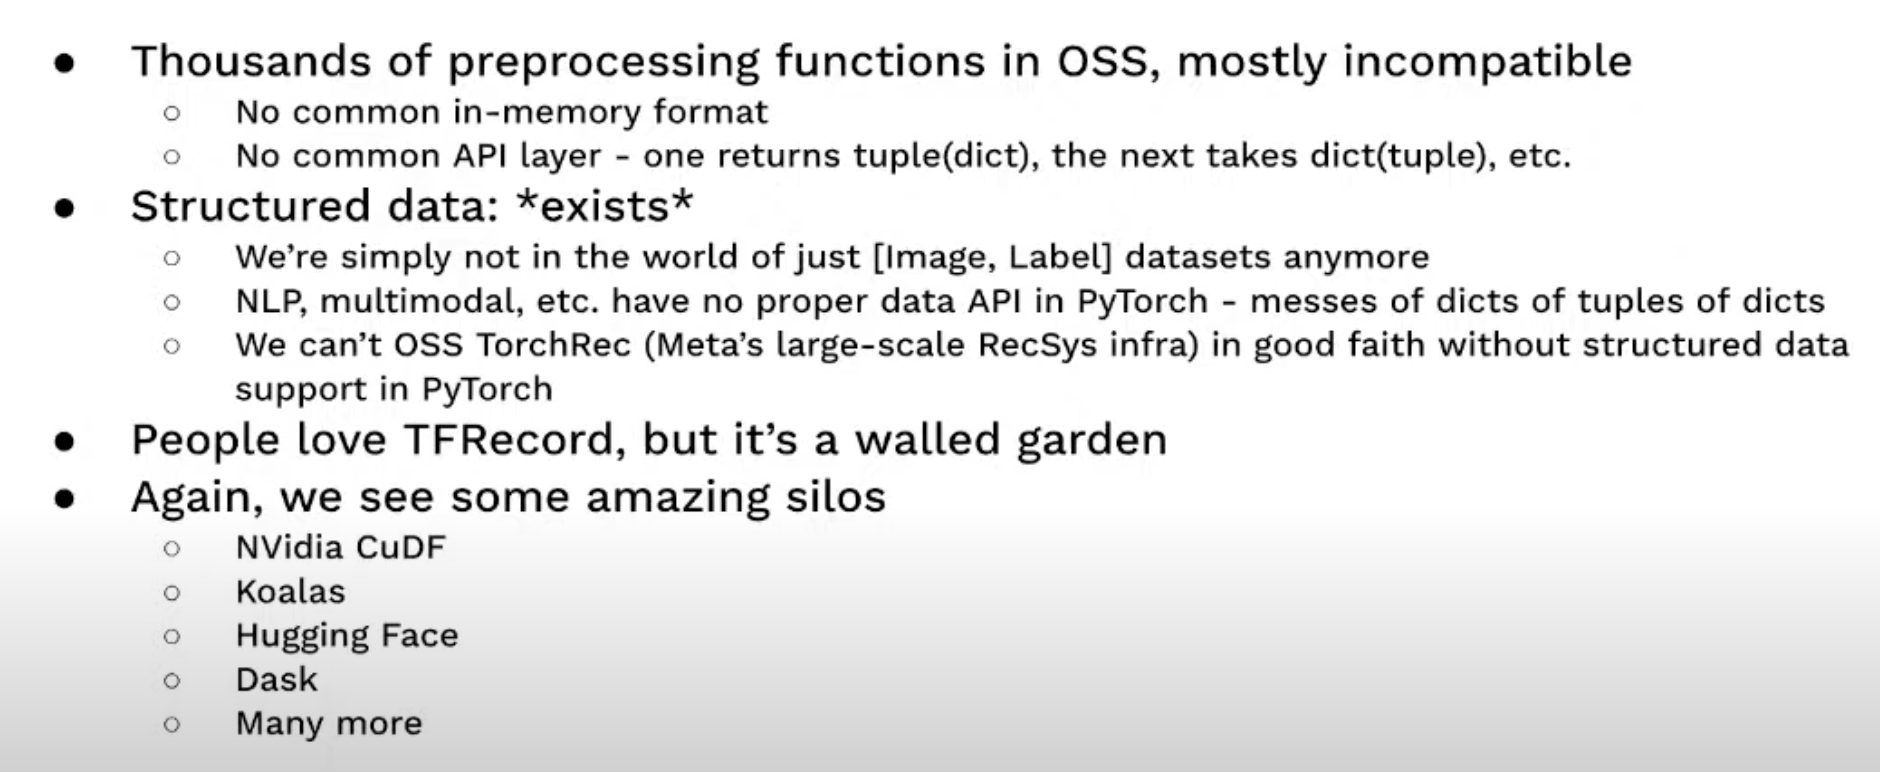 ● Thousands of preprocessing functions in OSS, mostly incompatible
○ No common in-memory format
○ No common API layer - one returns tuple(dict), the next takes dict(tuple), etc.
● Structured data: *exists*
○ We’re simply not in the world of just [Image, Label] datasets anymore
○ NLP, multimodal, etc. have no proper data API in PyTorch - messes of dicts of tuples of dicts
○ We can’t OSS TorchRec (Meta’s large-scale RecSys infra) in good faith without structured data
support in PyTorch
● People love TFRecord, but it’s a walled garden
● Again, we see some amazing silos
○ NVidia CuDF
○ Koalas
○ Hugging Face
○ Dask
○ Many more